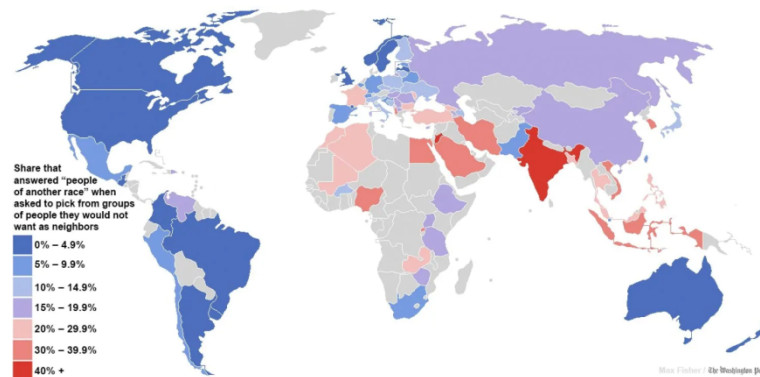 Share that
answered "people
of another race" when
asked to pick from groups
of people they would not
want as neighbors
0% – 4.9%
5% – 9.9%
10% – 14.9%
15% – 19.9%
20% – 29.9%
30% – 39.9%
40% +
Max Fisher / The Washington